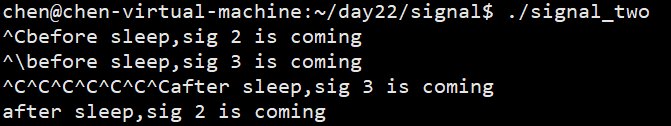 chen@chen-virtual-machine:~/day22/signal$ ./signal_two
^Cbefore sleep,sig 2 is coming
^\before sleep,sig 3 is coming
^C^C^C^C^C^C^Cafter sleep,sig 3 is coming
after sleep,sig 2 is coming